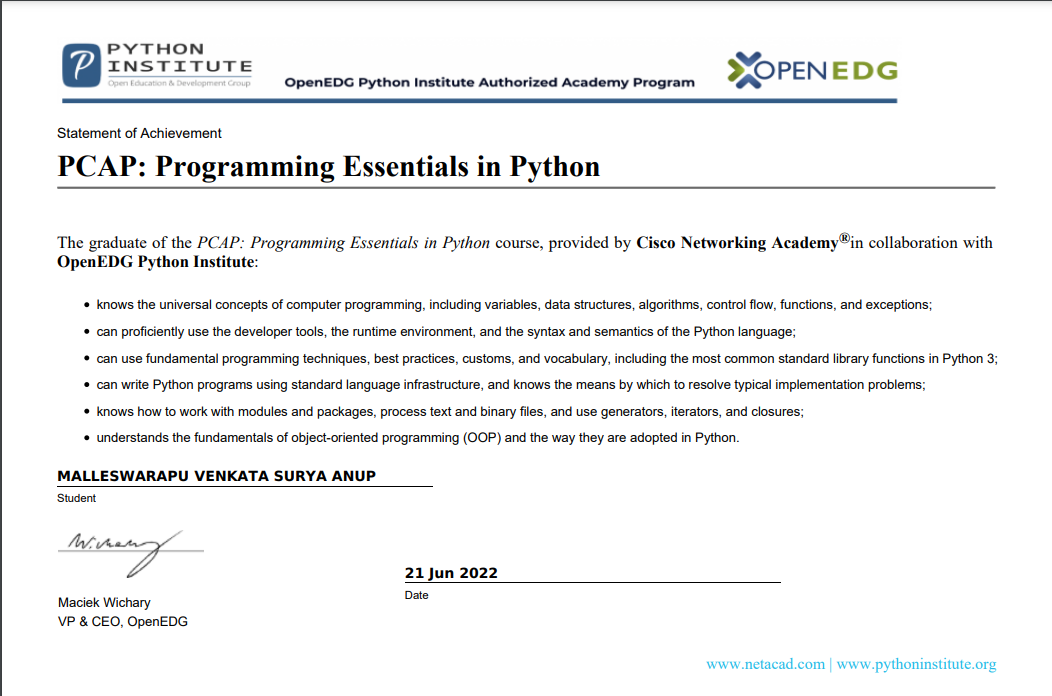 PYTHON
INSTITUTE
Open Education & Development Group
OpenEDG Python Institute Authorized Academy Program
OPENEDG
Statement of Achievement
PCAP: Programming Essentials in Python
The graduate of the PCAP: Programming Essentials in Python course, provided by Cisco Networking Academy®in collaboration with
OpenEDG Python Institute:
• knows the universal concepts of computer programming, including variables, data structures, algorithms, control flow, functions, and exceptions;
• can proficiently use the developer tools, the runtime environment, and the syntax and semantics of the Python language;
• can use fundamental programming techniques, best practices, customs, and vocabulary, including the most common standard library functions in Python 3;
• can write Python programs using standard language infrastructure, and knows the means by which to resolve typical implementation problems;
• knows how to work with modules and packages, process text and binary files, and use generators, iterators, and closures;
• understands the fundamentals of object-oriented programming (OOP) and the way they are adopted in Python.
MALLESWARAPU VENKATA SURYA ANUP
Student
W. Wichary
21 Jun 2022
Date
Maciek Wichary
VP & CEO, OpenEDG
www.netacad.com | www.pythoninstitute.org